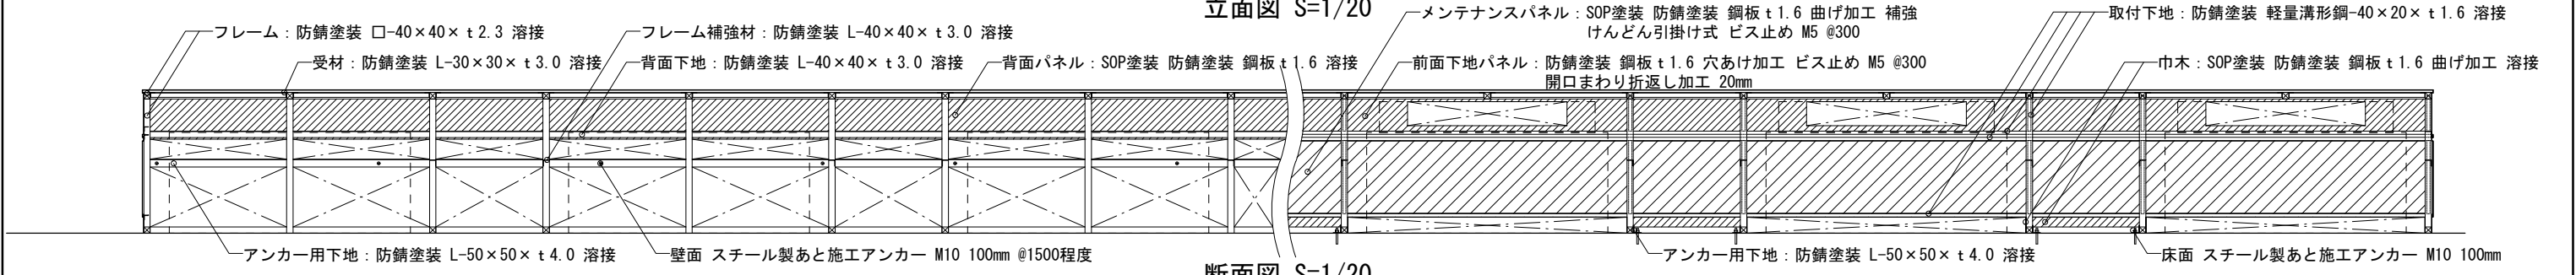 立面図 S=1/20
フレーム：防錆塗装 □-40×40×ｔ2.3 溶接
フレーム補強材：防錆塗装 L-40×40×ｔ3.0 溶接
メンテナンスパネル：SOP塗装 防錆塗装 鋼板ｔ1.6 曲げ加工 補強
けんどん引掛け式 ビス止め M5 @300
取付下地：防錆塗装 軽量溝形鋼-40×20×ｔ1.6 溶接
受材：防錆塗装 L-30×30×ｔ3.0 溶接
背面下地：防錆塗装 L-40×40×ｔ3.0 溶接
背面パネル：SOP塗装 防錆塗装 鋼板ｔ1.6 溶接
前面下地パネル：防錆塗装 鋼板ｔ1.6 穴あけ加工 ビス止め M5 @300
開口まわり折返し加工 20mm
巾木：SOP塗装 防錆塗装 鋼板ｔ1.6 曲げ加工 溶接
アンカー用下地：防錆塗装 L-50×50×ｔ4.0 溶接
壁面 スチール製あと施工アンカー M10 100mm @1500程度
アンカー用下地：防錆塗装 L-50×50×ｔ4.0 溶接
床面 スチール製あと施工アンカー M10 100mm
断面図 S=1/20